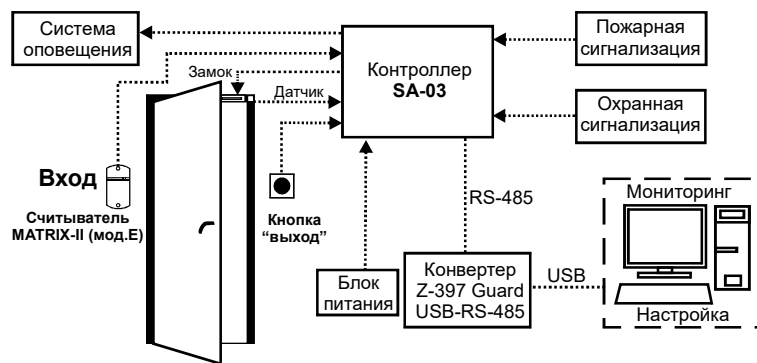 Система
оповещения
Контроллер
SA-03
Пожарная
сигнализация
Замок
Датчик
Охранная
сигнализация
Вход
Считыватель
MATRIX-II (мод.E)
Кнопка
“выход”
RS-485
Блок
питания
Конвертер
Z-397 Guard
USB-RS-485
USB
Мониторинг
Настройка